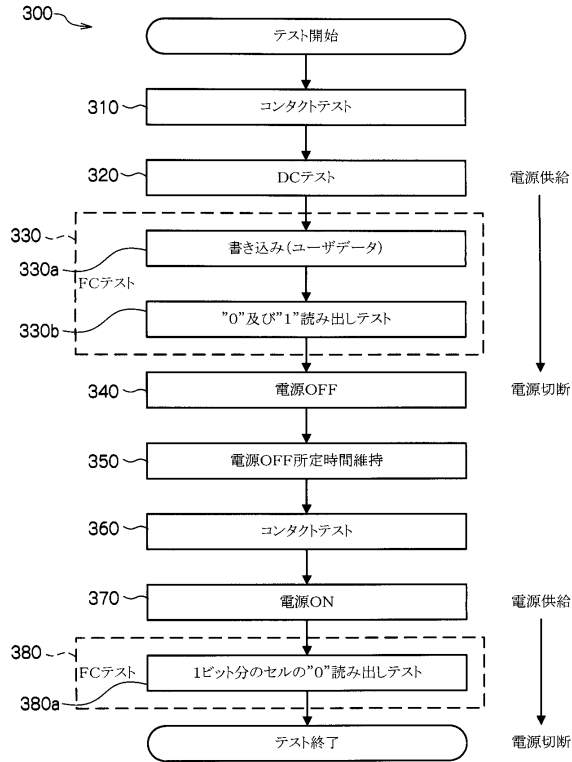 300
テスト開始
310
コンタクトテスト
320
DCテスト
電源供給
330
330a
書き込み(ユーザデータ)
FCテスト
330b
”0”及び”1”読み出しテスト
340
電源OFF
電源切断
350
電源OFF所定時間維持
360
コンタクトテスト
370
電源ON
電源供給
380
FCテスト
1ビット分のセルの”0”読み出しテスト
380a
テスト終了
電源切断